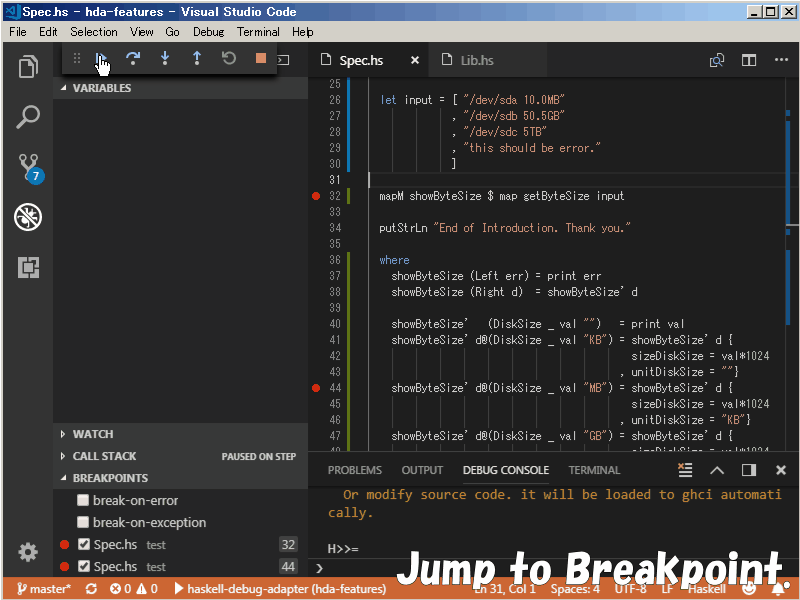 Spec.hs - hda-features - Visual Studio Code
File Edit Selection View Go Debug Terminal Help
Spec.hs
Lib.hs
VARIABLES
25
26 let input = [ "/dev/sda 10.0MB"
27 , "/dev/sdb 50.5GB"
28 , "/dev/sdc 5TB"
29 , "this should be error."
30 ]
31
32 mapM showByteSize $ map getByteSize input
33
34 putStrLn "End of Introduction. Thank you."
35
36 where
37 showByteSize (Left err) = print err
38 showByteSize (Right d) = showByteSize' d
39
40 showByteSize' (DiskSize _ val "") = print val
41 showByteSize' d@(DiskSize _ val "KB") = showByteSize' d {
42 sizeDiskSize = val*1024
43 , unitDiskSize = ""}
44 showByteSize' d@(DiskSize _ val "MB") = showByteSize' d {
45 sizeDiskSize = val*1024
46 , unitDiskSize = "KB"}
47 showByteSize' d@(DiskSize _ val "GB") = showByteSize' d {
48 sizeDiskSize = val*1024
7
WATCH
CALL STACK PAUSED ON STEP
BREAKPOINTS
break-on-error
break-on-exception
Spec.hs test 32
Spec.hs test 44
PROBLEMS OUTPUT DEBUG CONSOLE TERMINAL
Or modify source code. it will be loaded to ghci automati
cally.
H>>=
Jump to Breakpoint.
master* 0 0 haskell-debug-adapter (hda-features) Ln 31, Col 1 Spaces: 4 UTF-8 LF Haskell